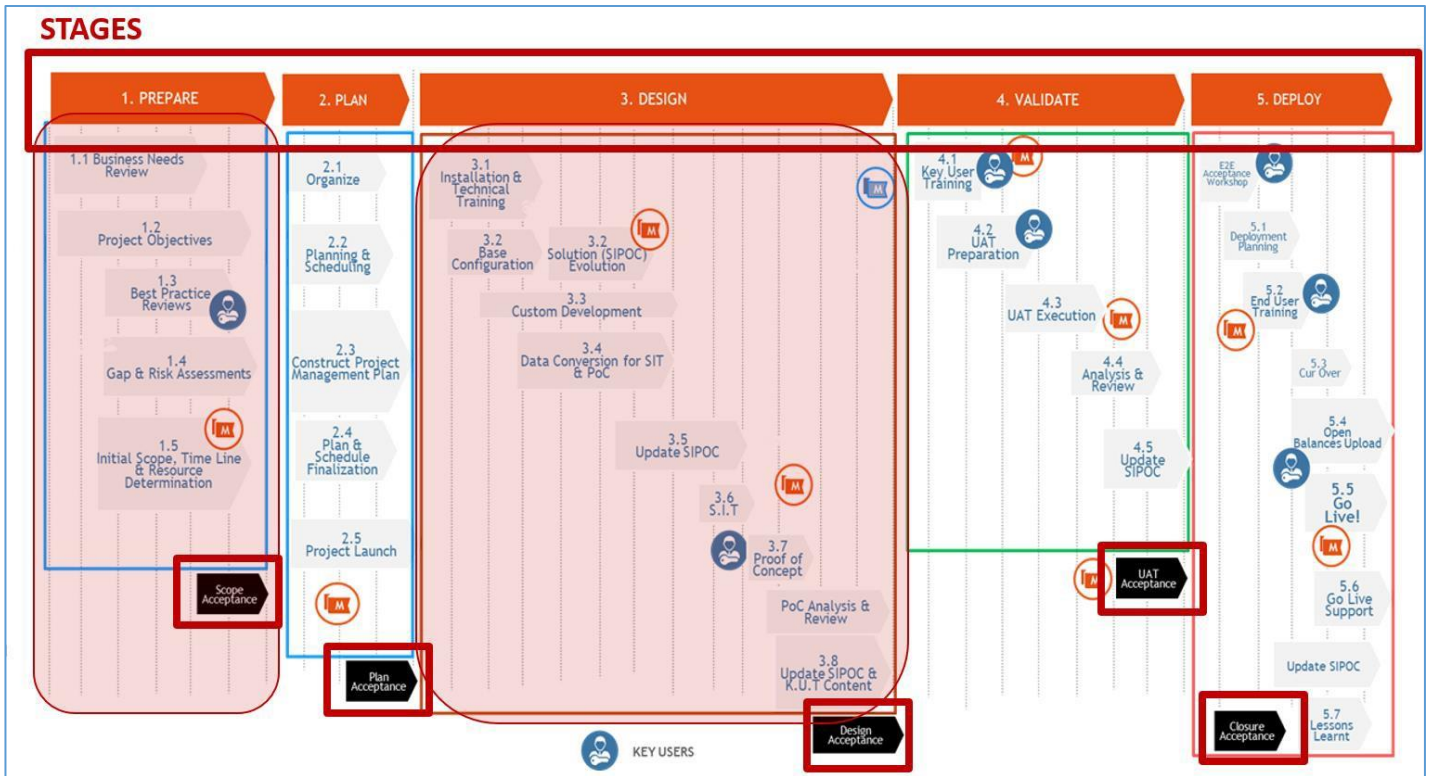 STAGES
1. PREPARE
2. PLAN
3. DESIGN
4. VALIDATE
5. DEPLOY
1.1 Business Needs
Review
1.2
Project Objectives
1.3
Best Practice
Reviews
1.4
Gap & Risk Assessments
M
1.5
Initial Scope, Time Line
& Resource
Determination
Scope
Acceptance
2.1
Organize
2.2
Planning &
Scheduling
2.3
Construct Project
Management Plan
2.4
Plan &
Schedule
Finalization
2.5
Project Launch
M
Plan
Acceptance
3.1
Installation &
Technical
Training
M
3.2
Base
Configuration
3.2
Solution (SIPOC)
Evolution
M
3.3
Custom Development
3.4
Data Conversion for SIT
& PoC
3.5
Update SIPOC
M
3.6
S.I.T
3.7
Proof of
Concept
PoC Analysis &
Review
3.8
Update SIPOC &
K.U.T Content
Design
Acceptance
4.1
Key User
Training
M
4.2
UAT
Preparation
4.3
UAT Execution
M
4.4
Analysis &
Review
4.5
Update
SIPOC
M
UAT
Acceptance
E2E
Acceptance
Workshop
5.1
Deployment
Planning
5.2
End User
Training
M
5.3
Cur Over
5.4
Open
Balances Upload
5.5
Go
Live!
M
5.6
Go Live
Support
Update SIPOC
5.7
Lessons
Learnt
Closure
Acceptance
KEY USERS